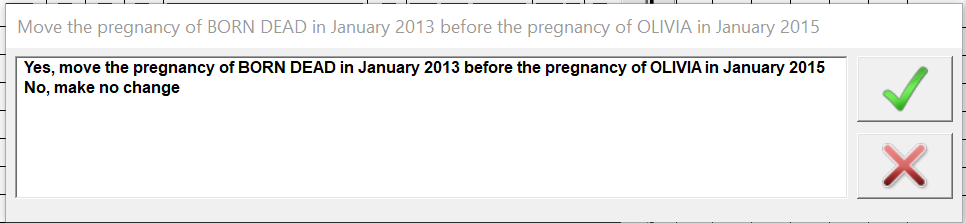 Move the pregnancy of BORN DEAD in January 2013 before the pregnancy of OLIVIA in January 2015
Yes, move the pregnancy of BORN DEAD in January 2013 before the pregnancy of OLIVIA in January 2015
No, make no change